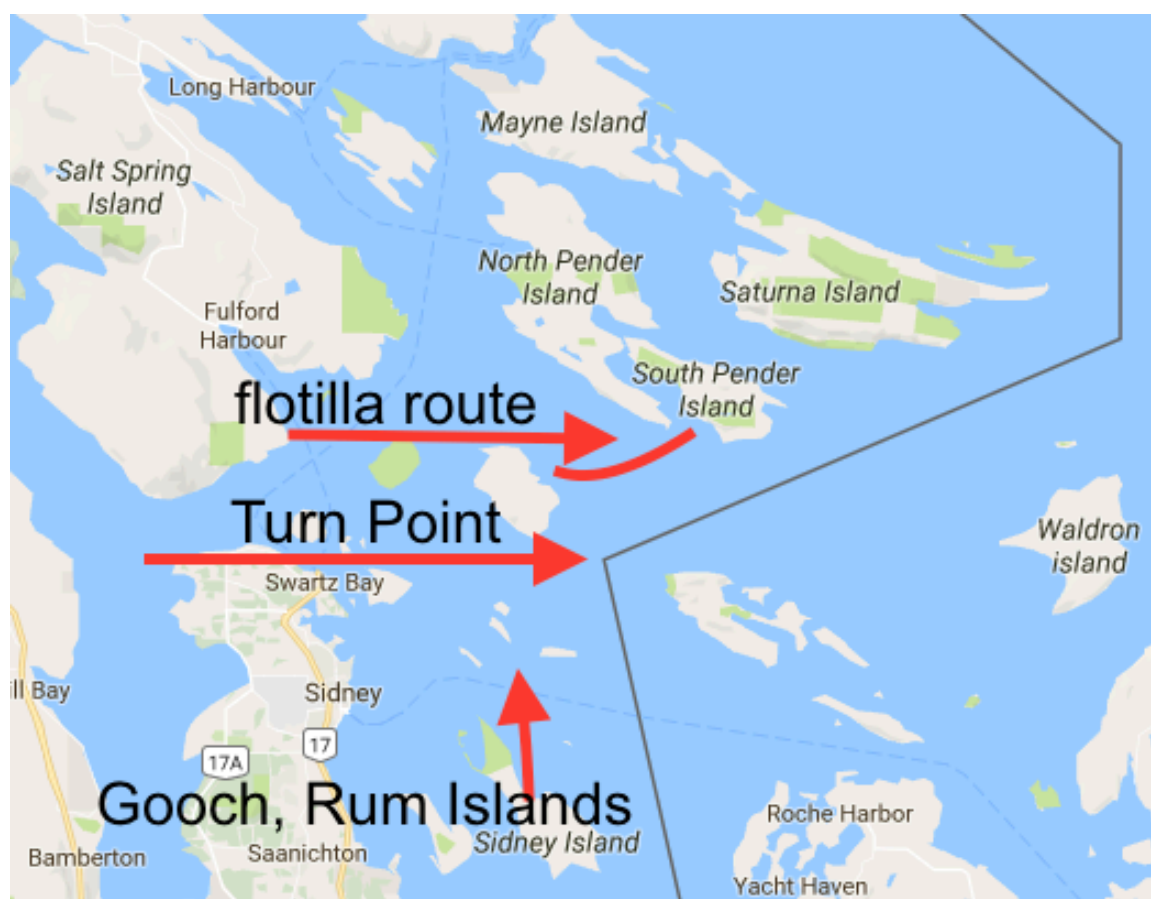 Long Harbour
Mayne Island
Salt Spring
Island
North Pender
Island
Saturna Island
Fulford
Harbour
South Pender
Island
flotilla route
Turn Point
Waldron
island
Swartz Bay
ill Bay
Sidney
17
17A
Gooch, Rum Islands
Roche Harbor
Sidney Island
Bamberton
Saanichton
Yacht Haven